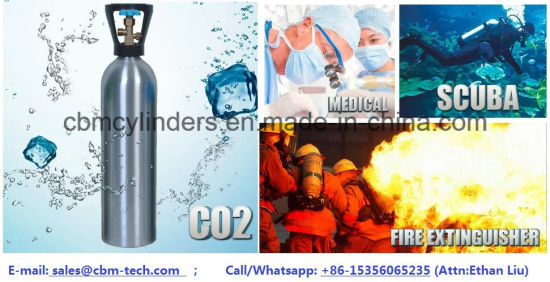 MEDICAL
SCUBA
cbmcylinders.en.made-in-china.com
CO2
FIRE EXTINGUISHER
E-mail: sales@cbm-tech.com ; Call/Whatsapp: +86-15356065235 (Attn:Ethan Liu)